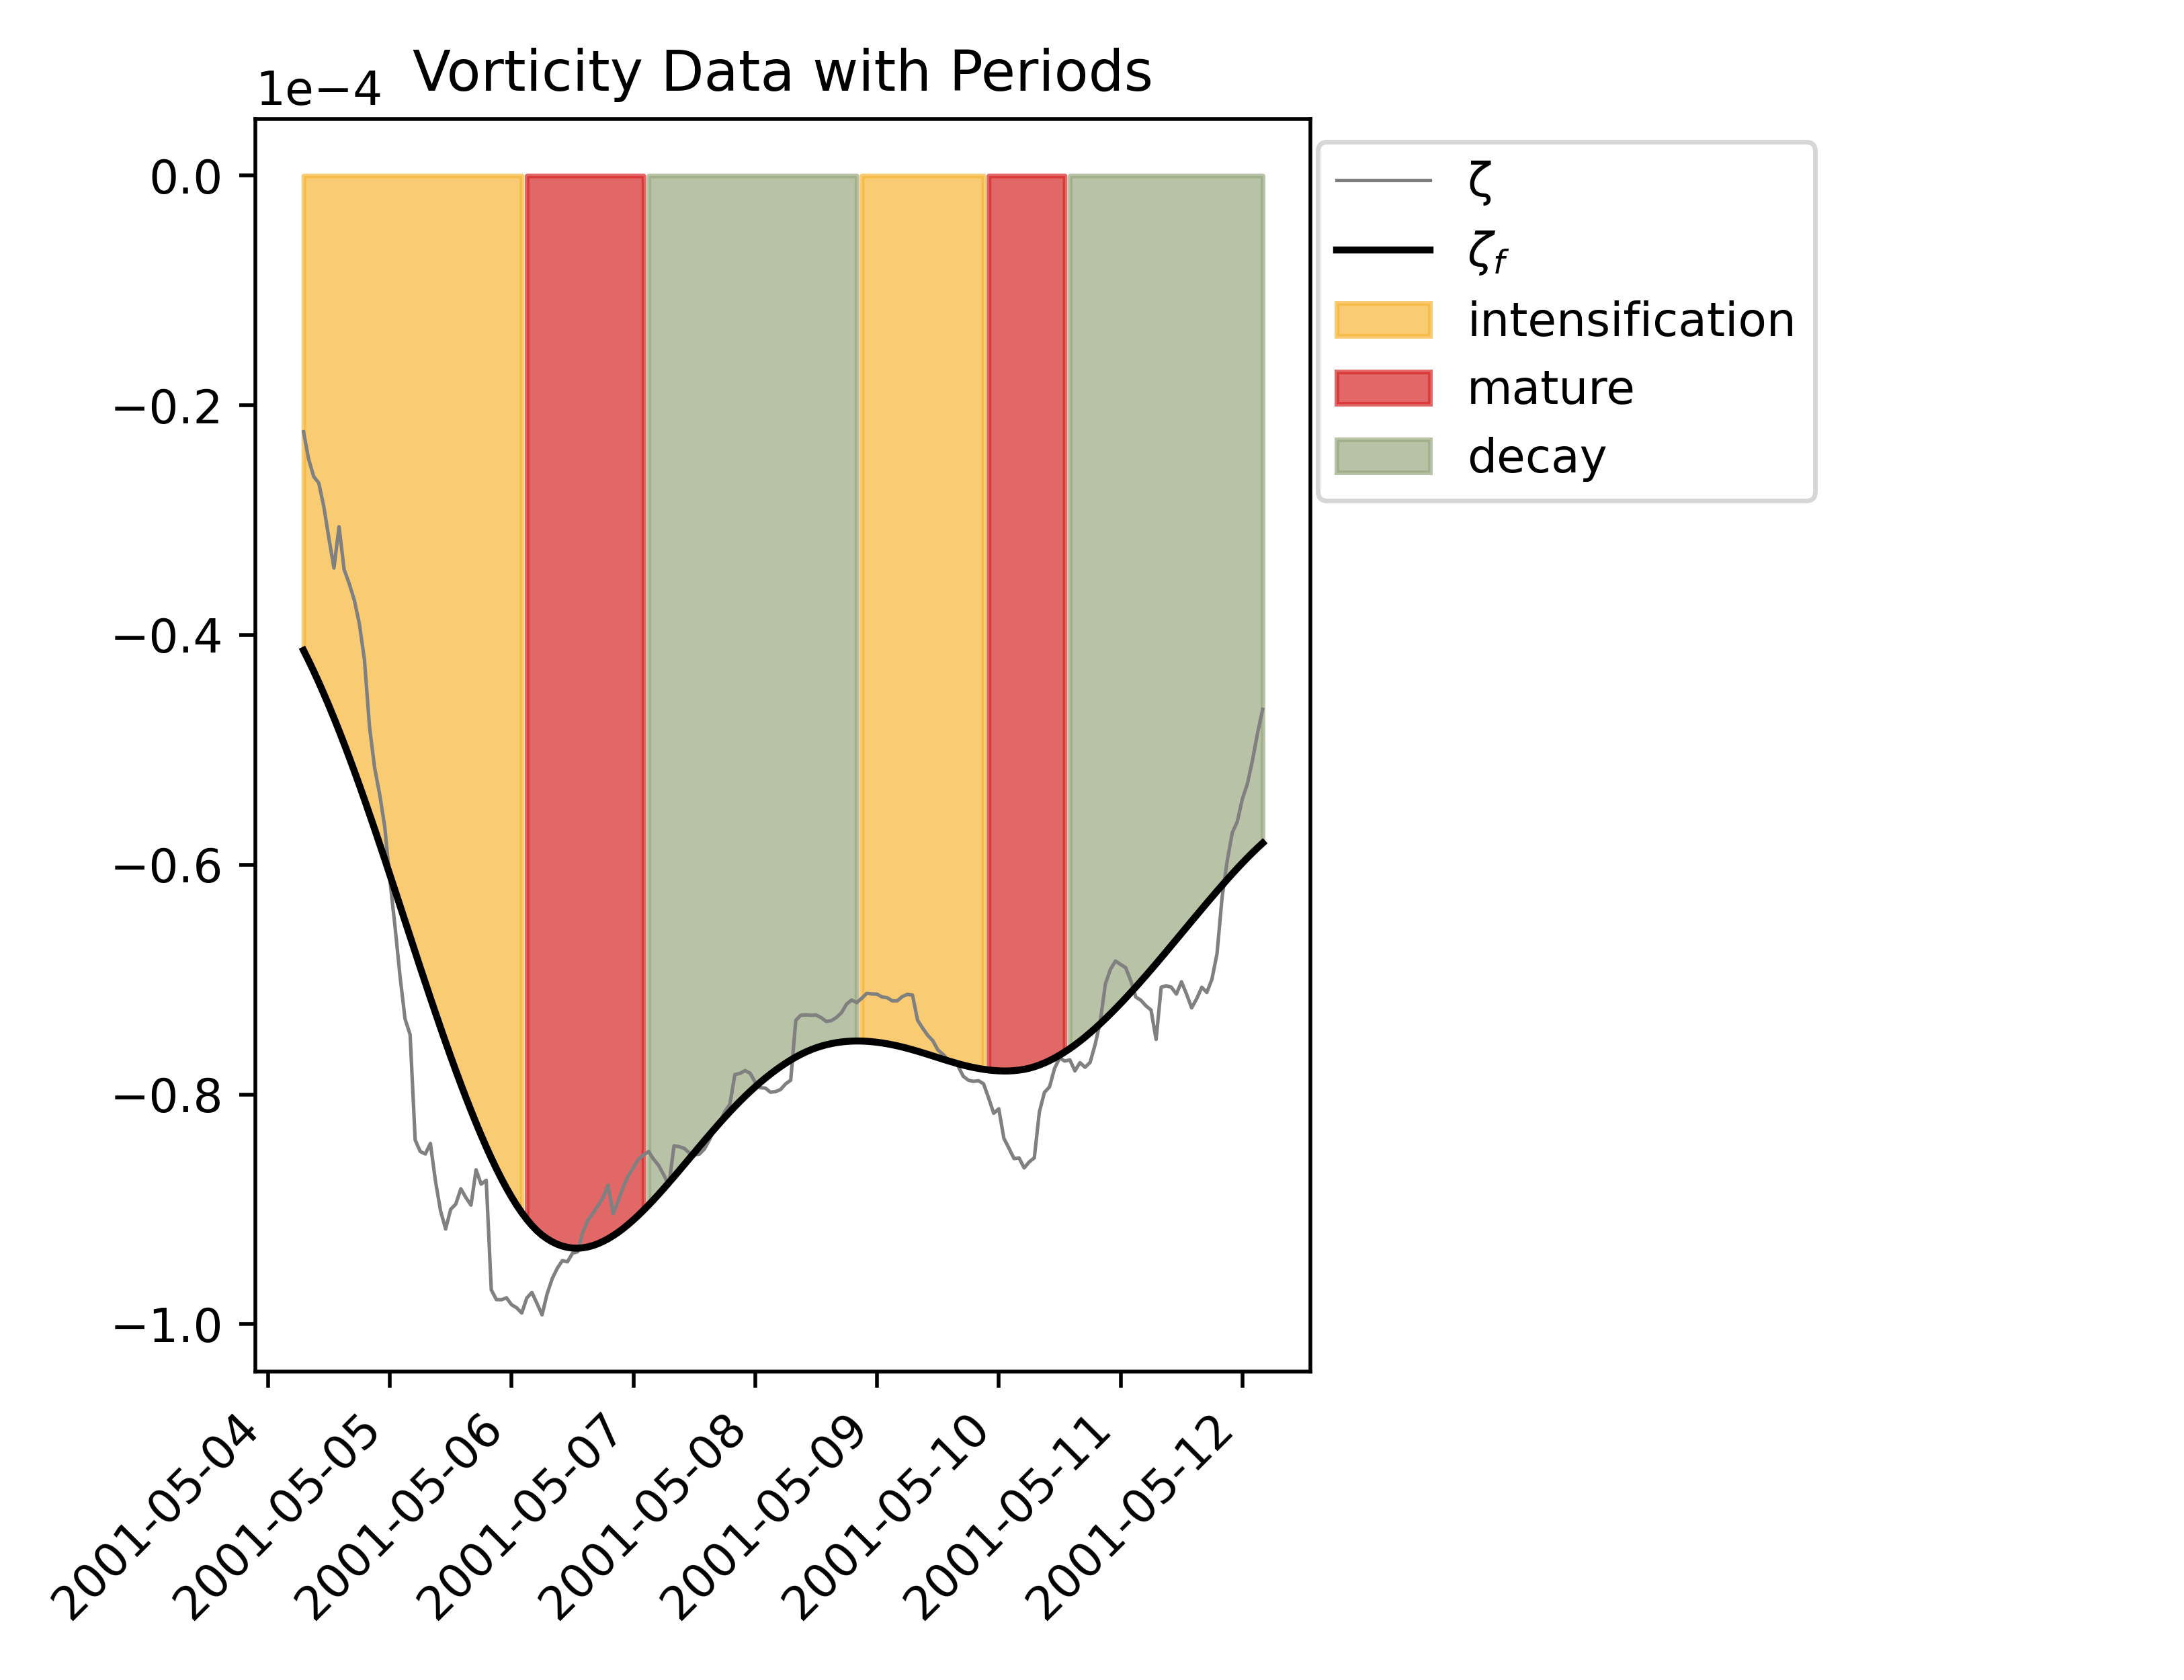 Vorticity Data with Periods
1e−4
0.0
−0.2
−0.4
−0.6
−0.8
−1.0
2001-05-04
2001-05-05
2001-05-06
2001-05-07
2001-05-08
2001-05-09
2001-05-10
2001-05-11
2001-05-12
ζ
ζf
intensification
mature
decay